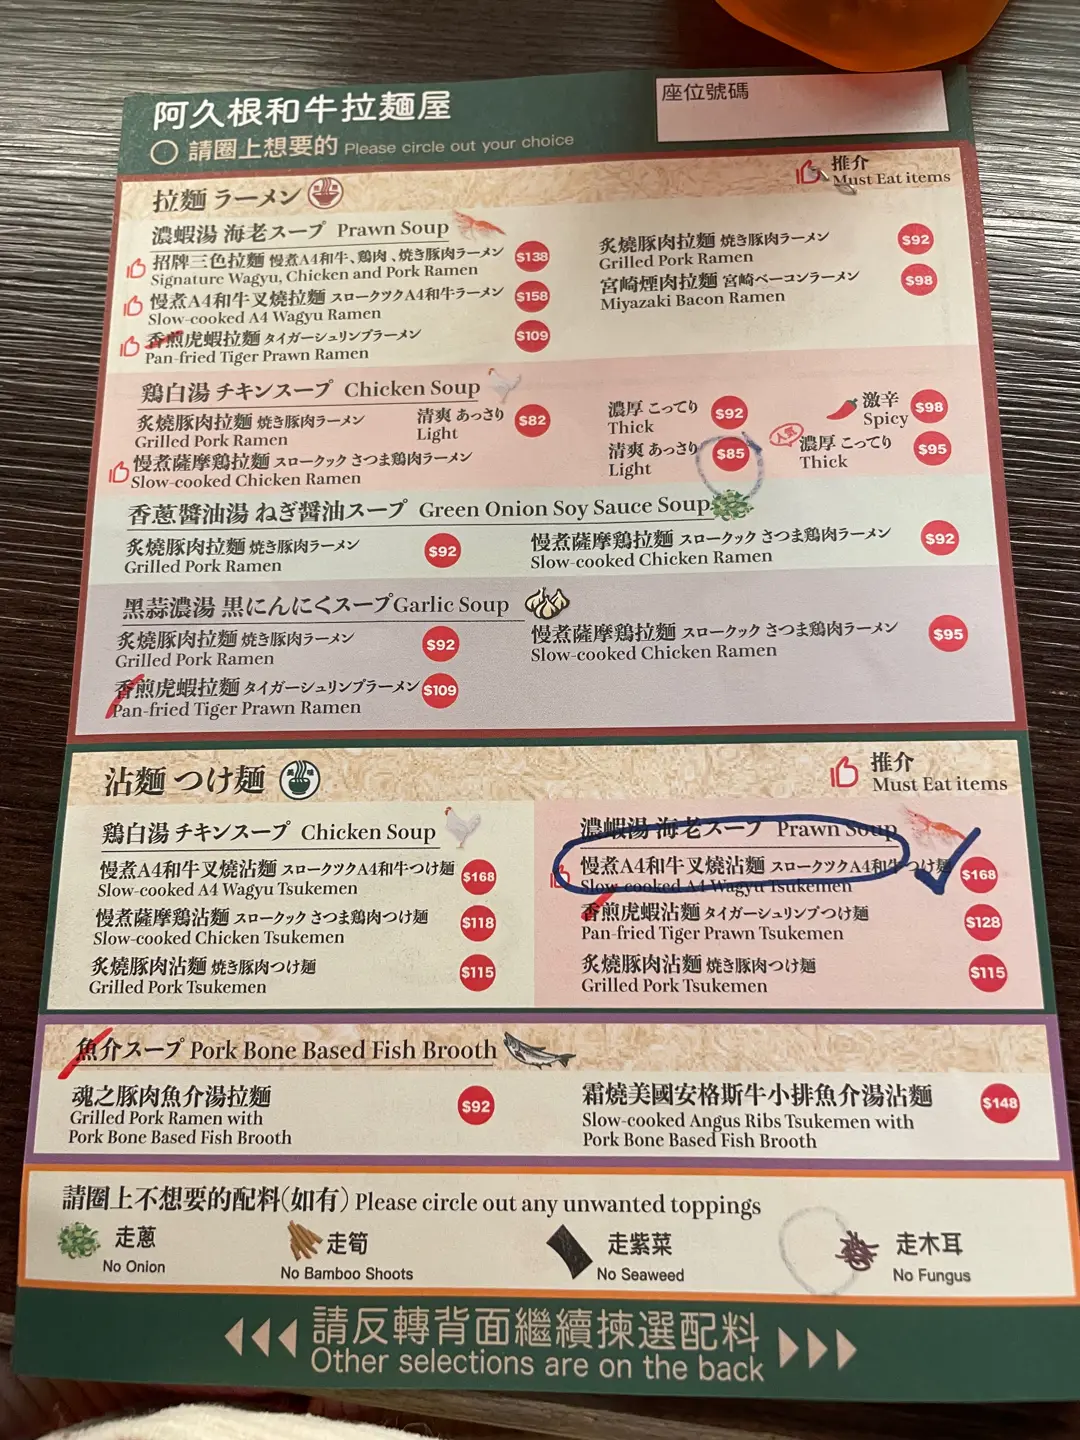 阿久根和牛拉麵屋
座位號碼
請圈上想要的 Please circle out your choice
拉麵 ラーメン
推介
Must Eat items
濃蝦湯 海老スープ Prawn Soup
招牌三色拉麵 慢煮A4和牛、鶏肉、焼き豚肉ラーメン $138
Signature Wagyu, Chicken and Pork Ramen
慢煮A4和牛叉燒拉麵 スロークツクA4和牛ラーメン $158
Slow-cooked A4 Wagyu Ramen
香煎虎蝦拉麵 タイガーシュリンプラーメン $109
Pan-fried Tiger Prawn Ramen
炙燒豚肉拉麵 焼き豚肉ラーメン $92
Grilled Pork Ramen
宮崎煙肉拉麵 宮崎ベーコンラーメン $98
Miyazaki Bacon Ramen
鶏白湯 チキンスープ Chicken Soup
炙燒豚肉拉麵 焼き豚肉ラーメン 清爽 あっさり $82 濃厚 こってり $92 激辛 $98
Grilled Pork Ramen Light Thick Spicy
慢煮薩摩鶏拉麵 スロークック さつま鶏肉ラーメン 清爽 あっさり $85 人気 濃厚 こってり $95
Slow-cooked Chicken Ramen Light Thick
香蔥醬油湯 ねぎ醤油スープ Green Onion Soy Sauce Soup
炙燒豚肉拉麵 焼き豚肉ラーメン $92
Grilled Pork Ramen
慢煮薩摩鶏拉麵 スロークック さつま鶏肉ラーメン $92
Slow-cooked Chicken Ramen
黑蒜濃湯 黒にんにくスープ Garlic Soup
炙燒豚肉拉麵 焼き豚肉ラーメン $92
Grilled Pork Ramen
慢煮薩摩鶏拉麵 スロークック さつま鶏肉ラーメン $95
Slow-cooked Chicken Ramen
香煎虎蝦拉麵 タイガーシュリンプラーメン $109
Pan-fried Tiger Prawn Ramen
沾麵 つけ麺
推介
Must Eat items
鶏白湯 チキンスープ Chicken Soup
慢煮A4和牛叉燒沾麵 スロークツクA4和牛つけ麺 $168
Slow-cooked A4 Wagyu Tsukemen
慢煮薩摩鶏沾麵 スロークック さつま鶏肉つけ麺 $118
Slow-cooked Chicken Tsukemen
炙燒豚肉沾麵 焼き豚肉つけ麺 $115
Grilled Pork Tsukemen
濃蝦湯 海老スープ Prawn Soup
慢煮A4和牛叉燒沾麵 スロークツクA4和牛つけ麺 $168
Slow-cooked A4 Wagyu Tsukemen
香煎虎蝦沾麵 タイガーシュリンプつけ麺 $128
Pan-fried Tiger Prawn Tsukemen
炙燒豚肉沾麵 焼き豚肉つけ麺 $115
Grilled Pork Tsukemen
魚介スープ Pork Bone Based Fish Brooth
魂之豚肉魚介湯拉麵 $92
Grilled Pork Ramen with
Pork Bone Based Fish Brooth
霜燒美國安格斯牛小排魚介湯沾麵 $148
Slow-cooked Angus Ribs Tsukemen with
Pork Bone Based Fish Brooth
請圈上不想要的配料(如有) Please circle out any unwanted toppings
走蔥 走筍 走紫菜 走木耳
No Onion No Bamboo Shoots No Seaweed No Fungus
請反轉背面繼續揀選配料
Other selections are on the back